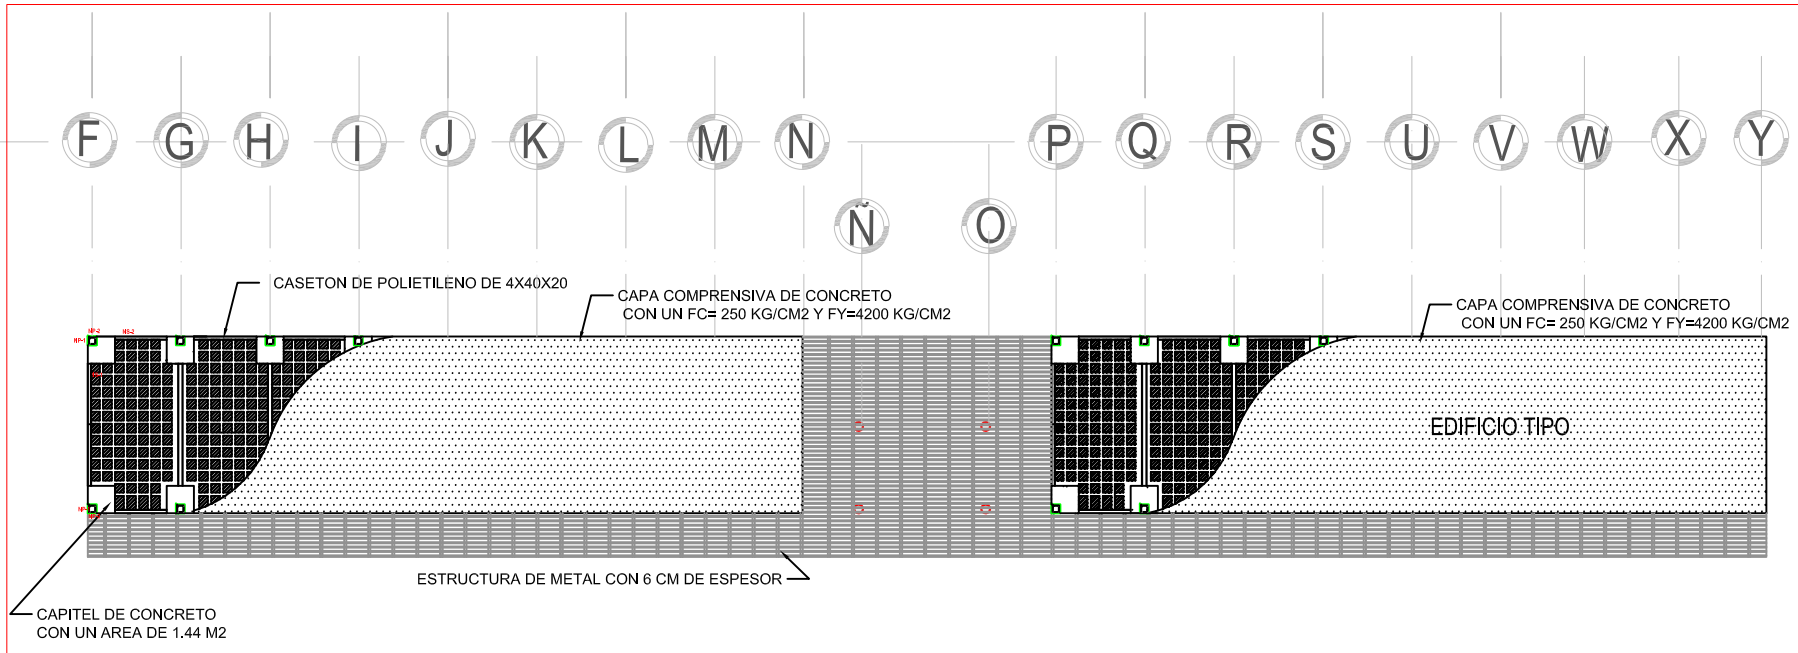 F G H I J K L M N P Q R S U V W X Y
Ñ O
CASETON DE POLIETILENO DE 4X40X20
CAPA COMPRENSIVA DE CONCRETO
CON UN FC= 250 KG/CM2 Y FY=4200 KG/CM2
CAPA COMPRENSIVA DE CONCRETO
CON UN FC= 250 KG/CM2 Y FY=4200 KG/CM2
EDIFICIO TIPO
ESTRUCTURA DE METAL CON 6 CM DE ESPESOR
CAPITEL DE CONCRETO
CON UN AREA DE 1.44 M2